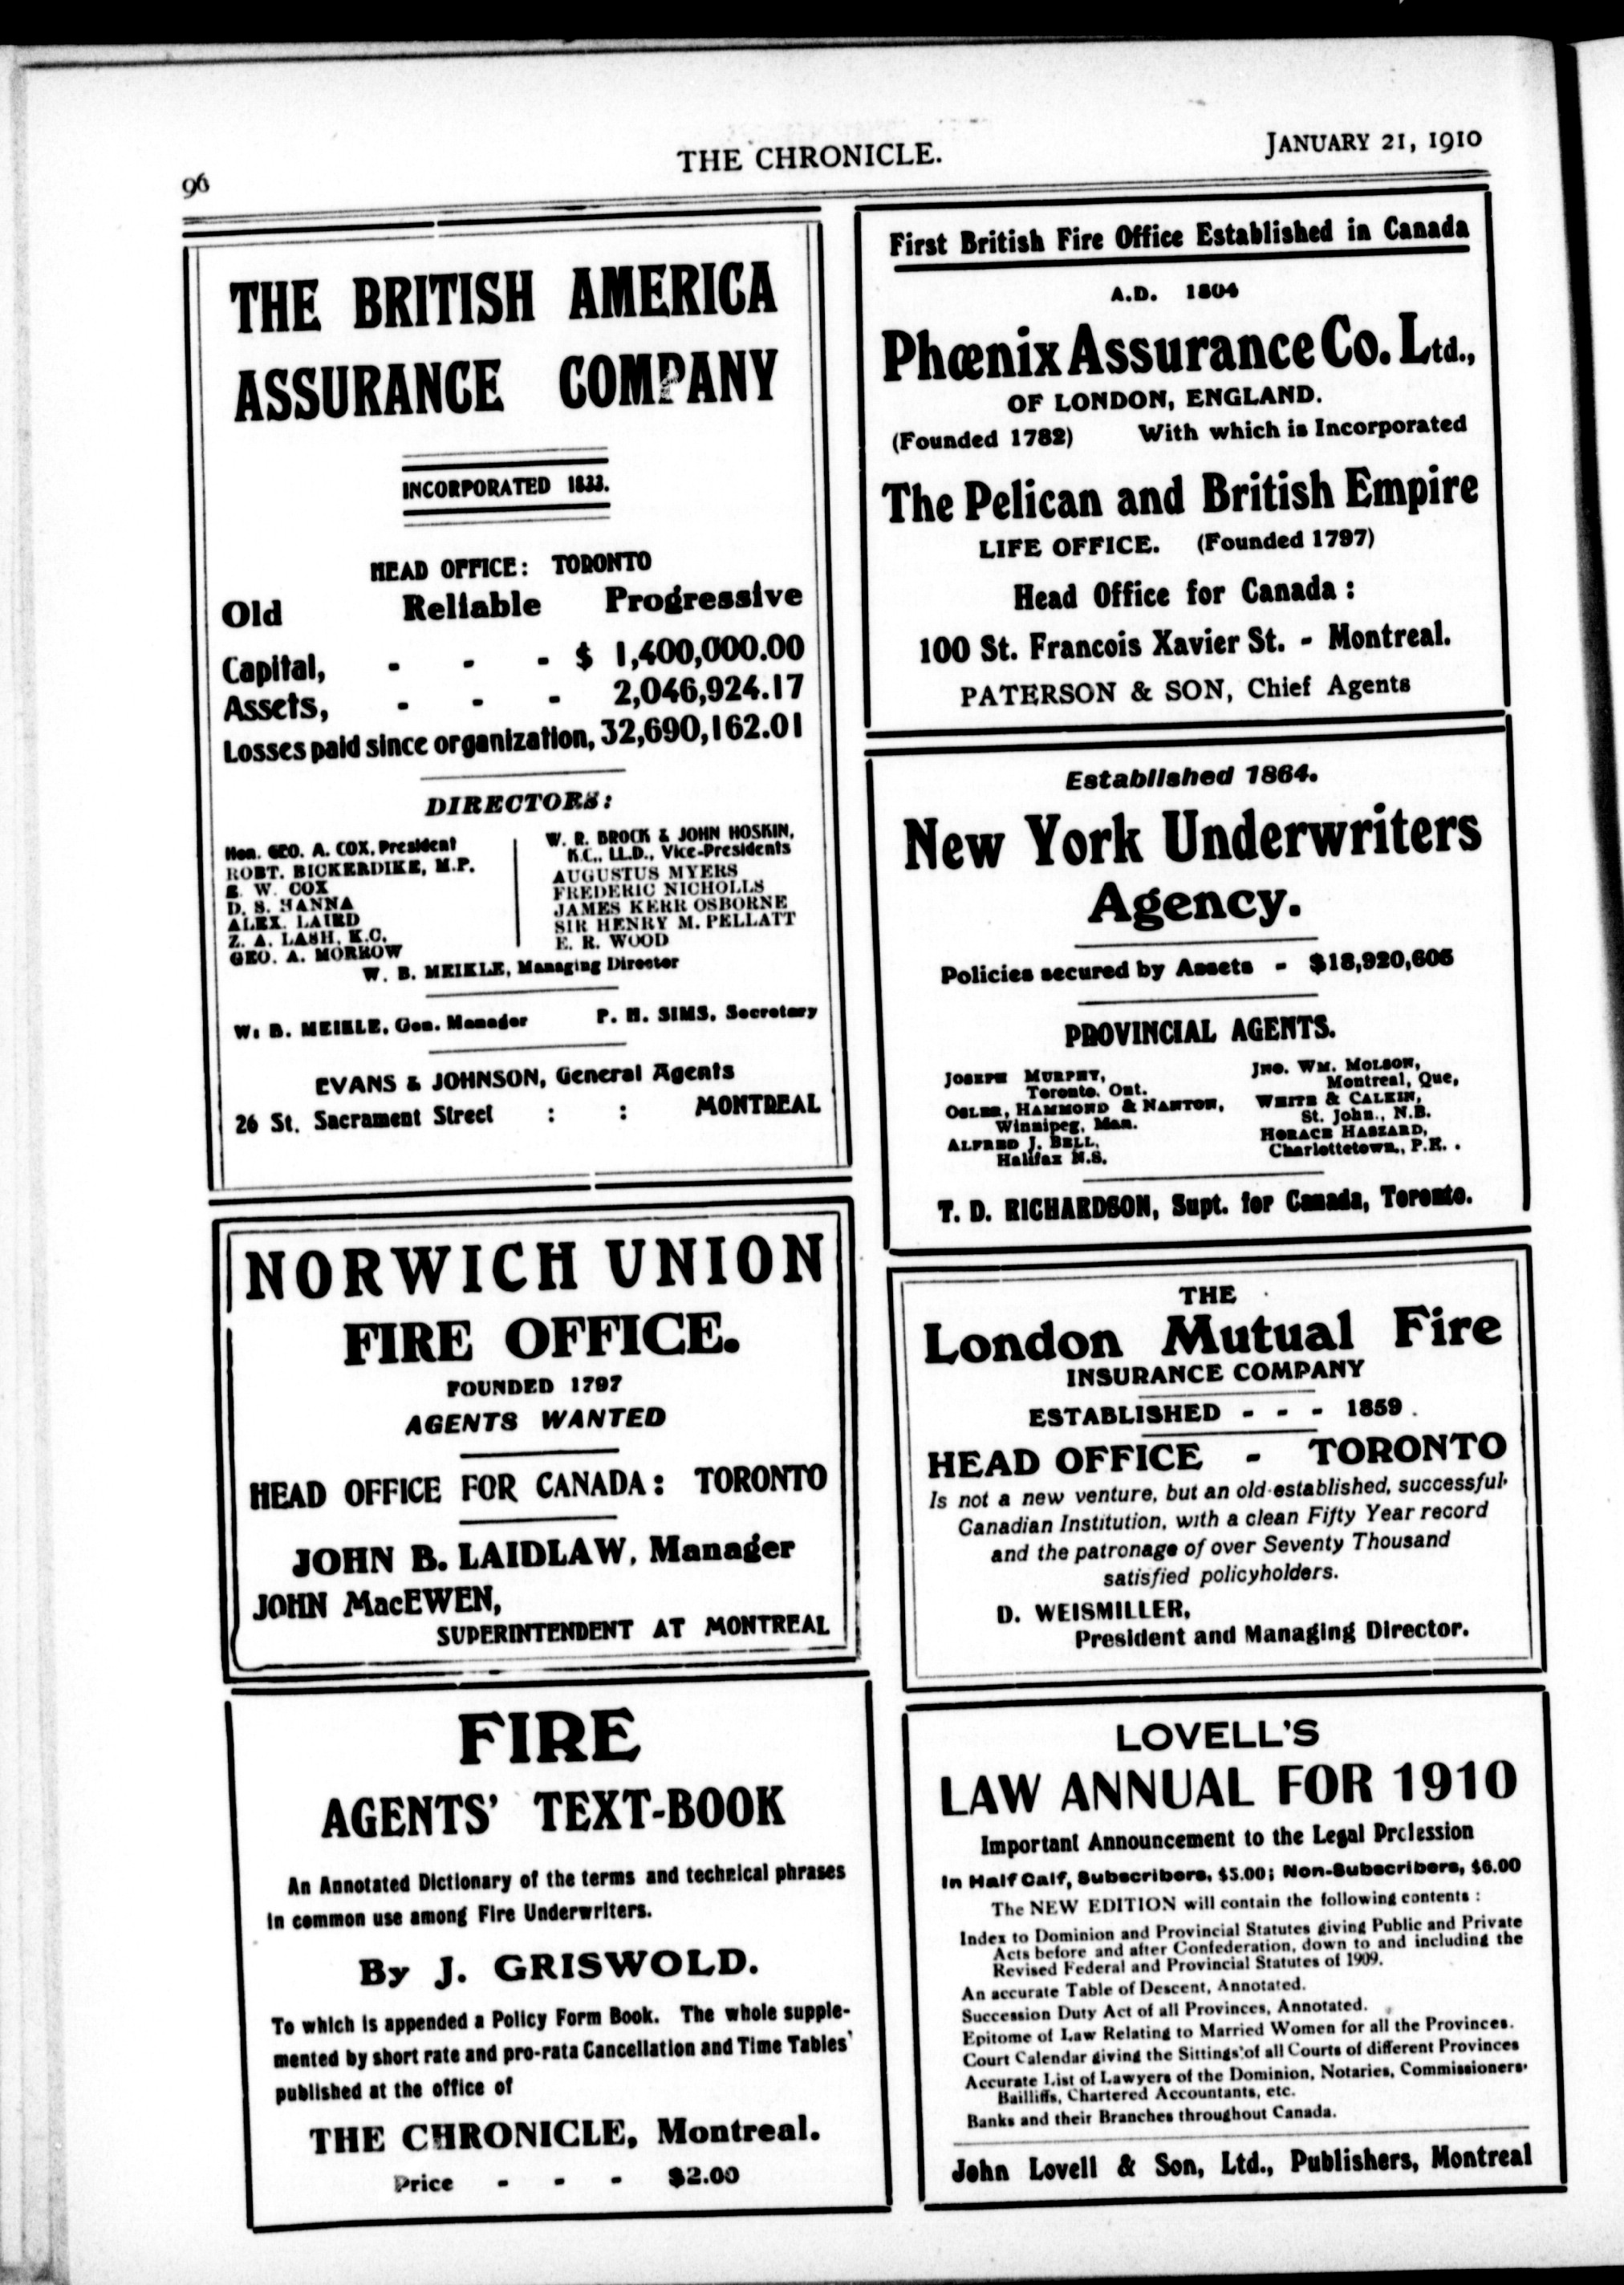 96
THE CHRONICLE.
JANUARY 21, 1910
THE BRITISH AMERICA
ASSURANCE COMPANY
INCORPORATED 1833.
HEAD OFFICE: TORONTO
Old Reliable Progressive
Capital, - - - $ 1,400,000.00
Assets, - - - 2,046,924.17
Losses paid since organization, 32,690,162.01
DIRECTORS:
Hon. GEO. A. COX, President
ROBT. BICKERDIKE, M.P.
E. W. COX
D. S. HANNA
ALEX. LAIRD
Z. A. LASH, K.C.
GEO. A. MORROW
W. R. BROCK & JOHN HOSKIN,
K.C., LL.D., Vice-Presidents
AUGUSTUS MYERS
FREDERIC NICHOLLS
JAMES KERR OSBORNE
SIR HENRY M. PELLATT
E. R. WOOD
W. B. MEIKLE, Managing Director
W. B. MEIKLE, Gen. Manager P. H. SIMS, Secretary
EVANS & JOHNSON, General Agents
26 St. Sacrament Street : : MONTREAL
NORWICH UNION
FIRE OFFICE.
FOUNDED 1797
AGENTS WANTED
HEAD OFFICE FOR CANADA: TORONTO
JOHN B. LAIDLAW, Manager
JOHN MacEWEN,
SUPERINTENDENT AT MONTREAL
FIRE
AGENTS' TEXT-BOOK
An Annotated Dictionary of the terms and technical phrases
in common use among Fire Underwriters.
By J. GRISWOLD.
To which is appended a Policy Form Book. The whole supple-
mented by short rate and pro-rata Cancellation and Time Tables'
published at the office of
THE CHRONICLE, Montreal.
Price - - - $2.00
First British Fire Office Established in Canada
A.D. 1804
Phœnix Assurance Co. Ltd.,
OF LONDON, ENGLAND.
(Founded 1782) With which is Incorporated
The Pelican and British Empire
LIFE OFFICE. (Founded 1797)
Head Office for Canada :
100 St. Francois Xavier St. - Montreal.
PATERSON & SON, Chief Agents
Established 1864.
New York Underwriters
Agency.
Policies secured by Assets - $18,920,605
PROVINCIAL AGENTS.
JOSEPH MURPHY,
Toronto, Ont.
OSLER, HAMMOND & NANTON,
Winnipeg, Man.
ALFRED J. BELL,
Halifax N.S.
JNO. WM. MOLSON,
Montreal, Que,
WHITE & CALKIN,
St. John., N.B.
HORACE HASZARD,
Charlottetown., P.E. .
T. D. RICHARDSON, Supt. for Canada, Toronto.
THE
London Mutual Fire
INSURANCE COMPANY
ESTABLISHED - - - 1859 .
HEAD OFFICE - TORONTO
Is not a new venture, but an old-established, successful.
Canadian Institution, with a clean Fifty Year record
and the patronage of over Seventy Thousand
satisfied policyholders.
D. WEISMILLER,
President and Managing Director.
LOVELL'S
LAW ANNUAL FOR 1910
Important Announcement to the Legal Profession
In Half Calf, Subscribers, $5.00; Non-Subscribers, $6.00
The NEW EDITION will contain the following contents :
Index to Dominion and Provincial Statutes giving Public and Private
Acts before and after Confederation, down to and including the
Revised Federal and Provincial Statutes of 1909.
An accurate Table of Descent, Annotated.
Succession Duty Act of all Provinces, Annotated.
Epitome of Law Relating to Married Women for all the Provinces.
Court Calendar giving the Sittings of all Courts of different Provinces
Accurate List of Lawyers of the Dominion, Notaries, Commissioners.
Bailliffs, Chartered Accountants, etc.
Banks and their Branches throughout Canada.
John Lovell & Son, Ltd., Publishers, Montreal